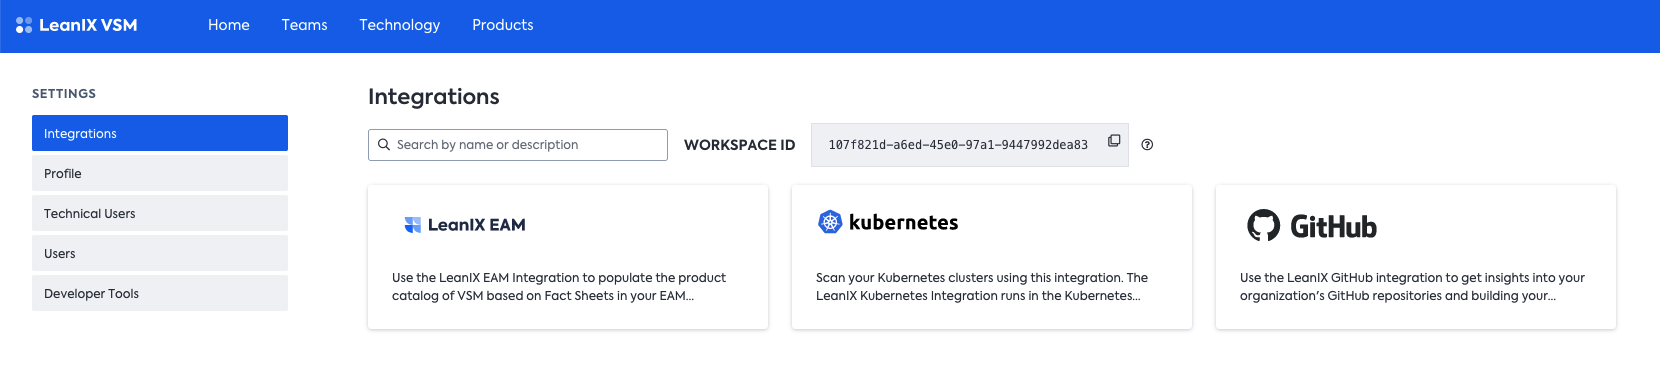 LeanIX VSM
Home
Teams
Technology
Products
SETTINGS
Integrations
Profile
Technical Users
Users
Developer Tools
Integrations
Search by name or description
WORKSPACE ID
107f821d-a6ed-45e0-97a1-9447992dea83
LeanIX EAM
Use the LeanIX EAM Integration to populate the product
catalog of VSM based on Fact Sheets in your EAM...
kubernetes
Scan your Kubernetes clusters using this integration. The
LeanIX Kubernetes Integration runs in the Kubernetes...
GitHub
Use the LeanIX GitHub integration to get insights into your
organization's GitHub repositories and building your...